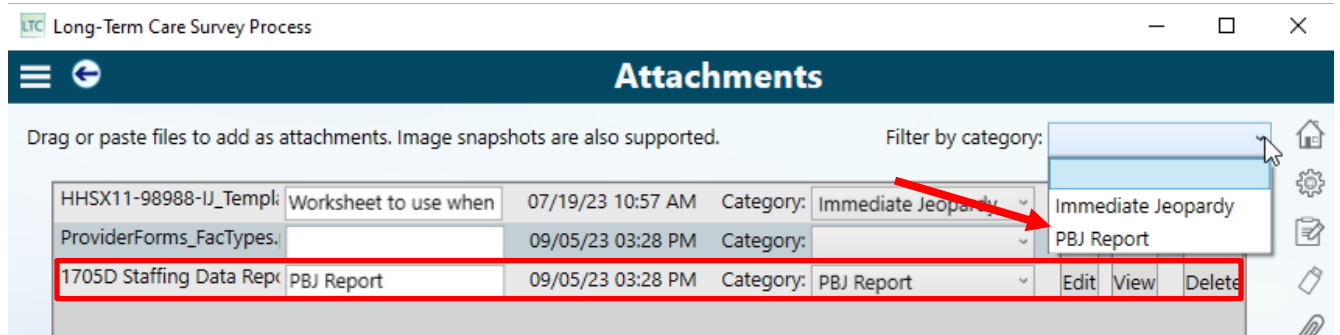 LTC Long-Term Care Survey Process
Attachments
Drag or paste files to add as attachments. Image snapshots are also supported. Filter by category:
HHSX11-98988-IJ_Templ Worksheet to use when 07/19/23 10:57 AM Category: Immediate Jeopardy Immediate Jeopardy
ProviderForms_FacTypes. 09/05/23 03:28 PM Category: PBJ Report
1705D Staffing Data Rep PBJ Report 09/05/23 03:28 PM Category: PBJ Report Edit View Delete